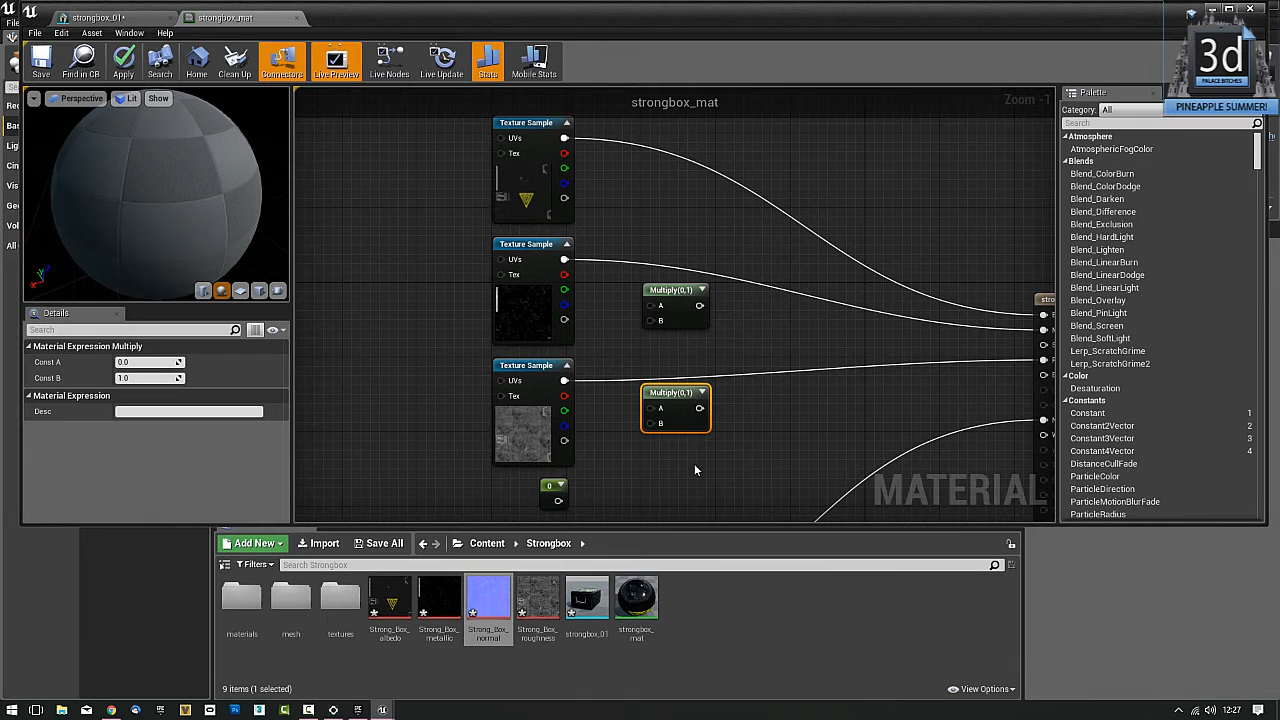 strongbox_01*
strongbox_mat
File
Edit
Asset
Window
Help
Save
Find in CB
Apply
Search
Home
Clean Up
Connectors
Live Preview
Live Nodes
Live Update
Stats
Mobile Stats
3d
PALACE BITCHES
PINEAPPLE SUMMER!
Perspective
Lit
Show
strongbox_mat
Zoom -1
Palette
Category: All
Search
Atmosphere
AtmosphericFogColor
Blends
Blend_ColorBurn
Blend_ColorDodge
Blend_Darken
Blend_Difference
Blend_Exclusion
Blend_HardLight
Blend_Lighten
Blend_LinearBurn
Blend_LinearDodge
Blend_LinearLight
Blend_Overlay
Blend_PinLight
Blend_Screen
Blend_SoftLight
Lerp_ScratchGrime
Lerp_ScratchGrime2
Color
Desaturation
Constants
Constant 1
Constant2Vector 2
Constant3Vector 3
Constant4Vector 4
DistanceCullFade
ParticleColor
ParticleDirection
ParticleMotionBlurFade
ParticleRadius
Texture Sample
UVs
Tex
Texture Sample
UVs
Tex
Multiply(0,1)
A
B
Texture Sample
UVs
Tex
Multiply(0,1)
A
B
0
MATERIAL
Details
Search
Material Expression Multiply
Const A 0.0
Const B 1.0
Material Expression
Desc
Add New
Import
Save All
Content
Strongbox
Filters
Search Strongbox
materials
mesh
textures
Strong_Box_albedo
Strong_Box_metallic
Strong_Box_normal
Strong_Box_roughness
strongbox_01
strongbox_mat
9 items (1 selected)
View Options
12:27